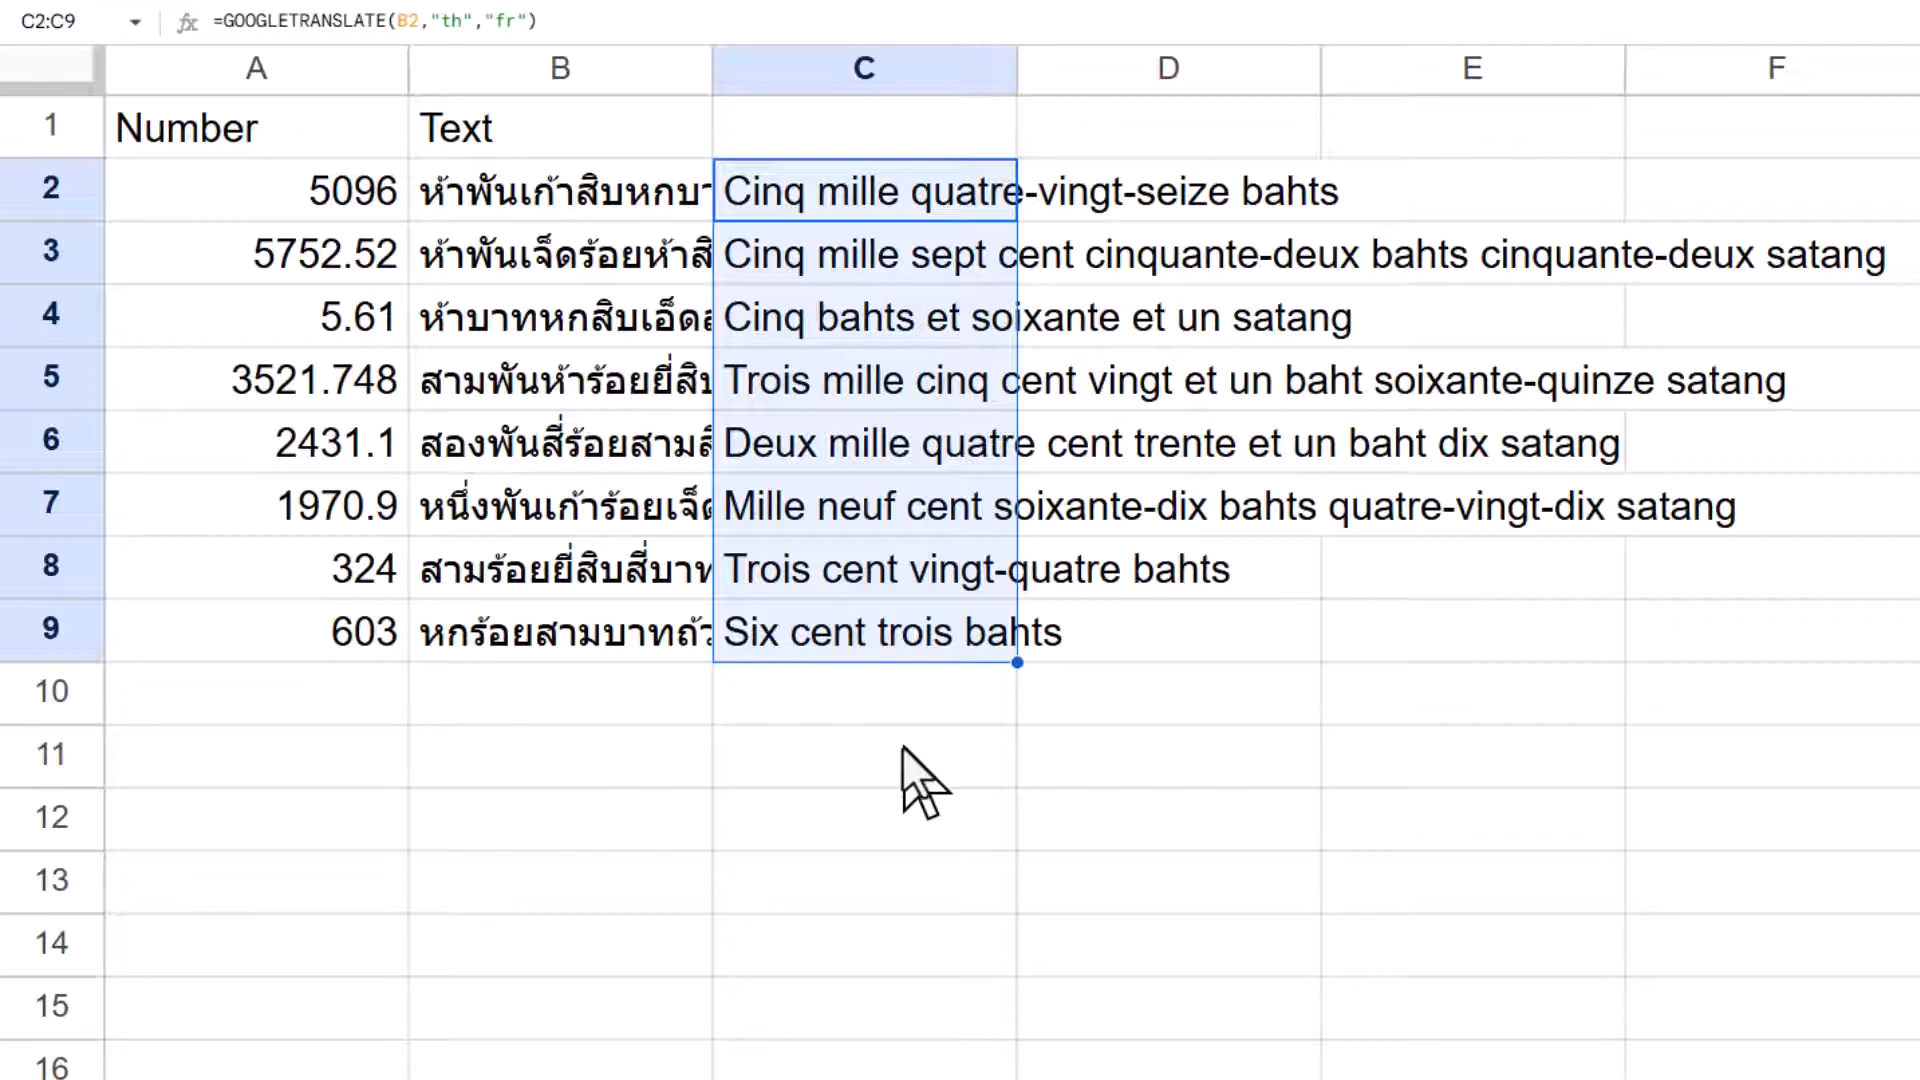 C2:C9 fx =GOOGLETRANSLATE(B2,"th","fr")
A B C D E F
1 Number Text
2 5096 ห้าพันเก้าสิบหกบา Cinq mille quatre-vingt-seize bahts
3 5752.52 ห้าพันเจ็ดร้อยห้าสิ Cinq mille sept cent cinquante-deux bahts cinquante-deux satang
4 5.61 ห้าบาทหกสิบเอ็ดส Cinq bahts et soixante et un satang
5 3521.748 สามพันห้าร้อยยี่สิบ Trois mille cinq cent vingt et un baht soixante-quinze satang
6 2431.1 สองพันสี่ร้อยสามสิ Deux mille quatre cent trente et un baht dix satang
7 1970.9 หนึ่งพันเก้าร้อยเจ็ด Mille neuf cent soixante-dix bahts quatre-vingt-dix satang
8 324 สามร้อยยี่สิบสี่บาท Trois cent vingt-quatre bahts
9 603 หกร้อยสามบาทถ้ว Six cent trois bahts
10
11
12
13
14
15
16